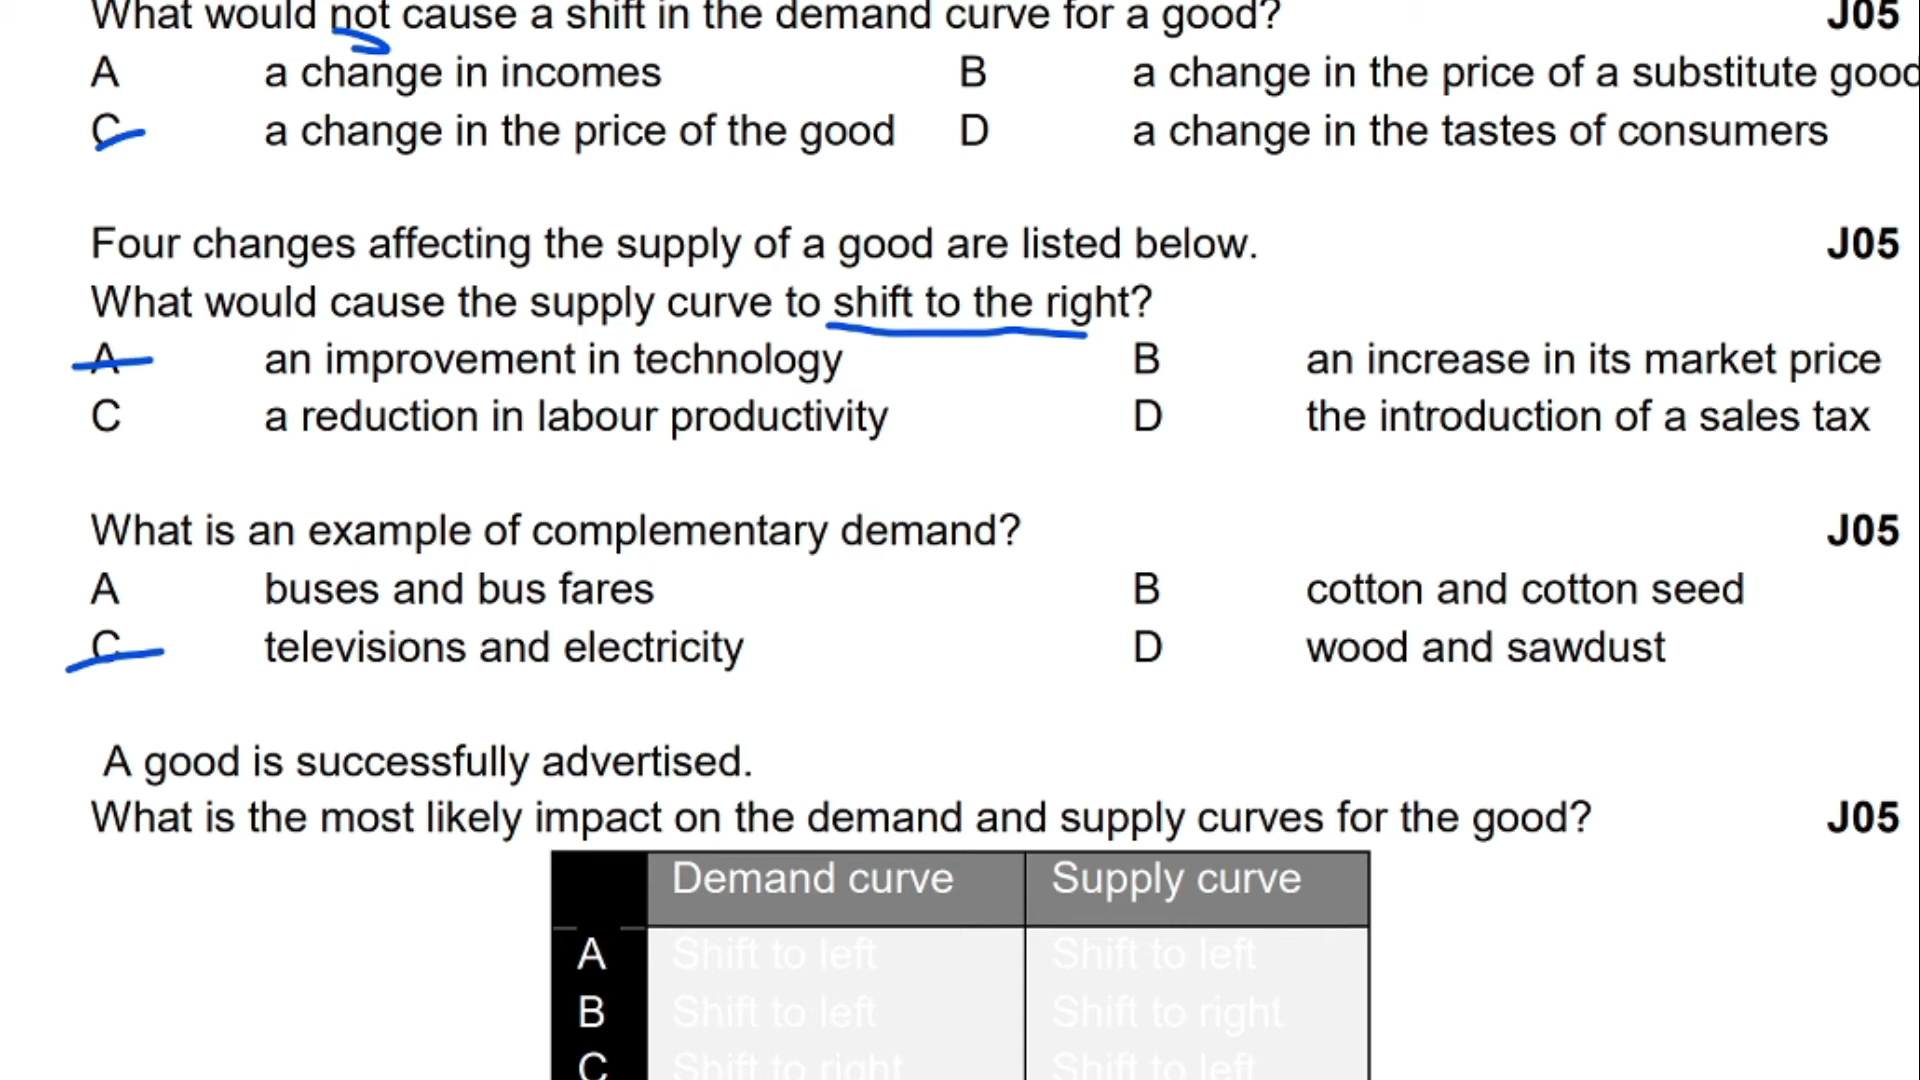 What would not cause a shift in the demand curve for a good? J05
A a change in incomes B a change in the price of a substitute good
C a change in the price of the good D a change in the tastes of consumers
Four changes affecting the supply of a good are listed below. J05
What would cause the supply curve to shift to the right?
A an improvement in technology B an increase in its market price
C a reduction in labour productivity D the introduction of a sales tax
What is an example of complementary demand? J05
A buses and bus fares B cotton and cotton seed
C televisions and electricity D wood and sawdust
A good is successfully advertised.
What is the most likely impact on the demand and supply curves for the good? J05
Demand curve Supply curve
A Shift to left Shift to left
B Shift to left Shift to right
C Shift to right Shift to left